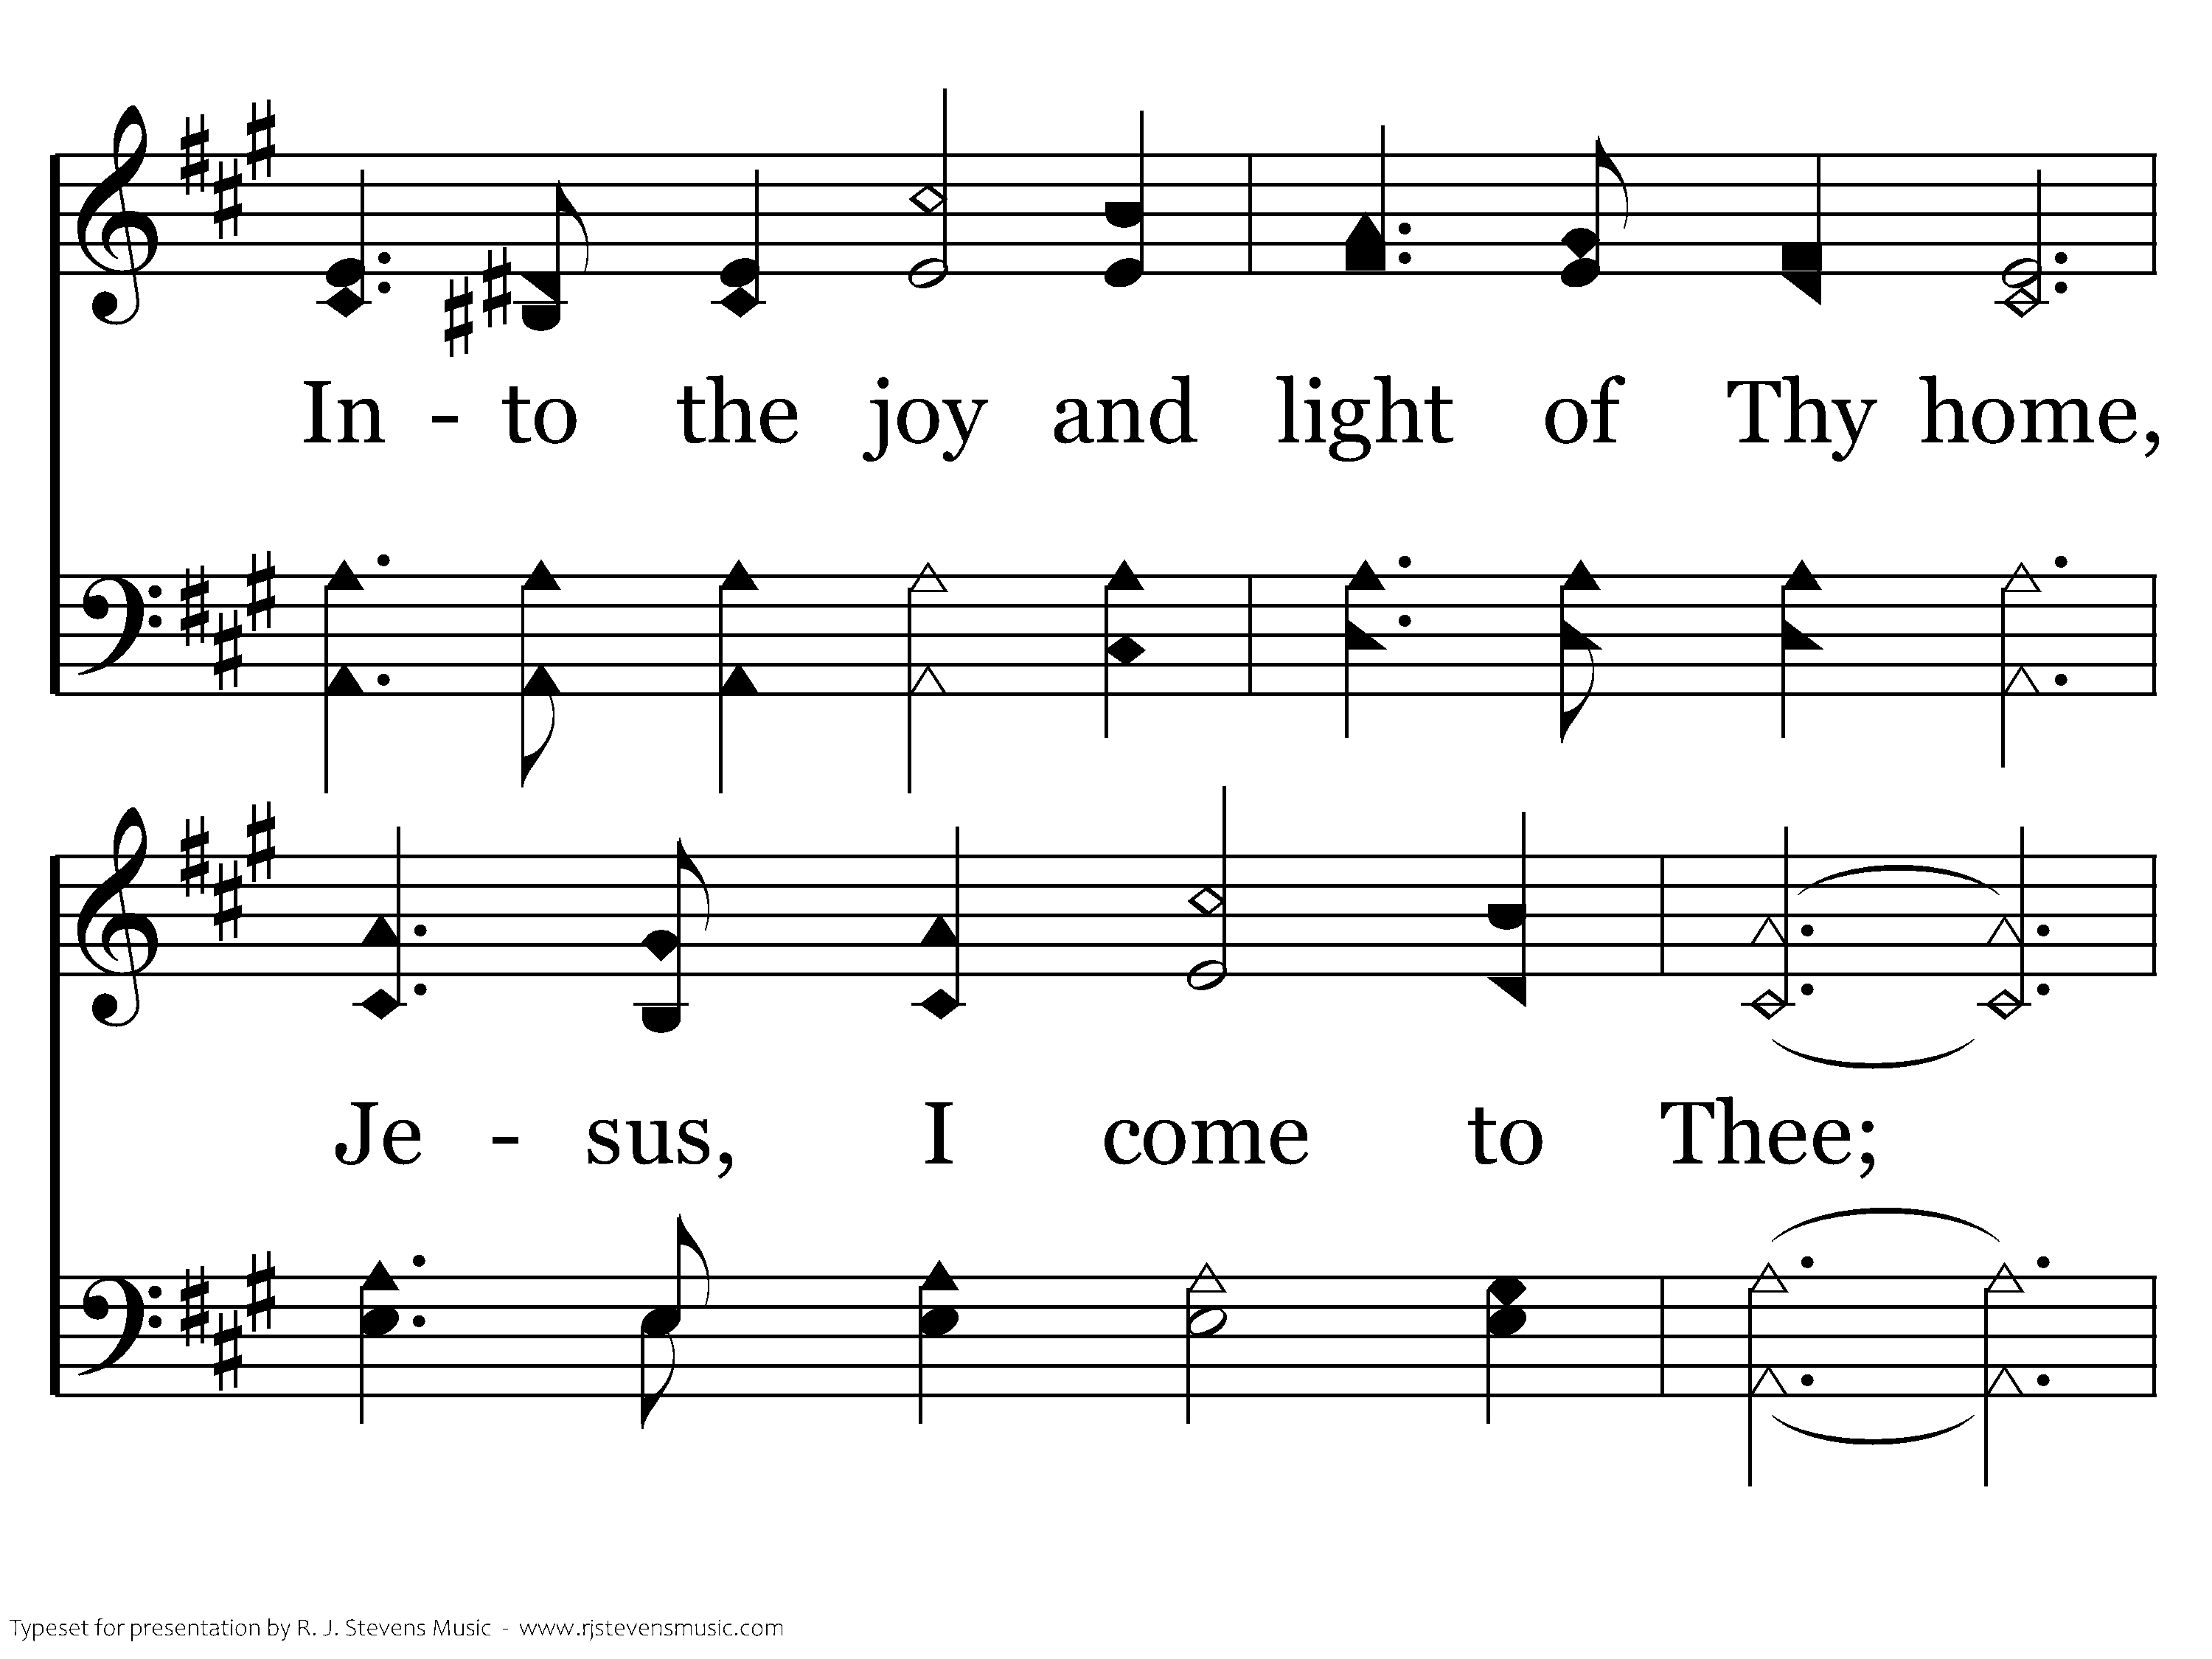 In - to the joy and light of Thy home,
Je - sus, I come to Thee;
Typeset for presentation by R. J. Stevens Music - www.rjstevensmusic.com